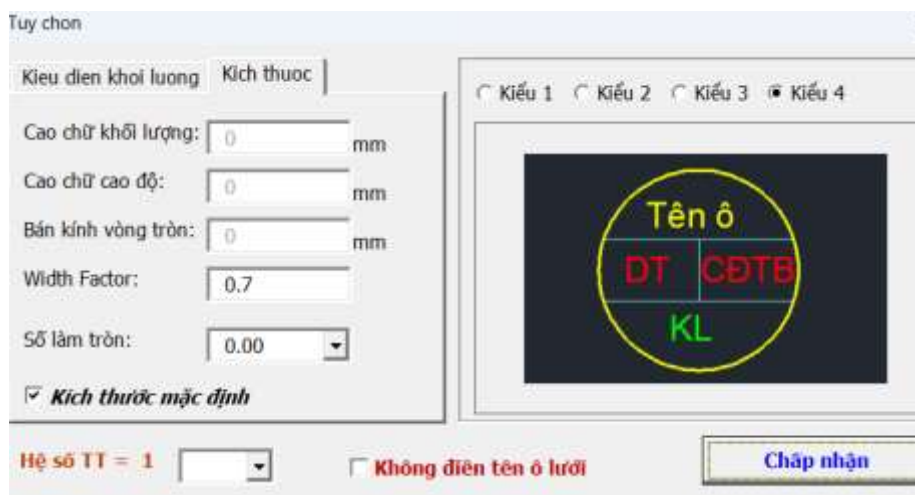 Tuy chon
Kieu dien khoi luong
Kich thuoc
Cao chữ khối lượng: 0 mm
Cao chữ cao độ: 0 mm
Bán kính vòng tròn: 0 mm
Width Factor: 0.7
Số làm tròn: 0.00
Kích thước mặc định
Kiểu 1 Kiểu 2 Kiểu 3 Kiểu 4
Tên ô
DT CĐTB
KL
Hệ số TT = 1
Không điền tên ô lưới
Chấp nhận